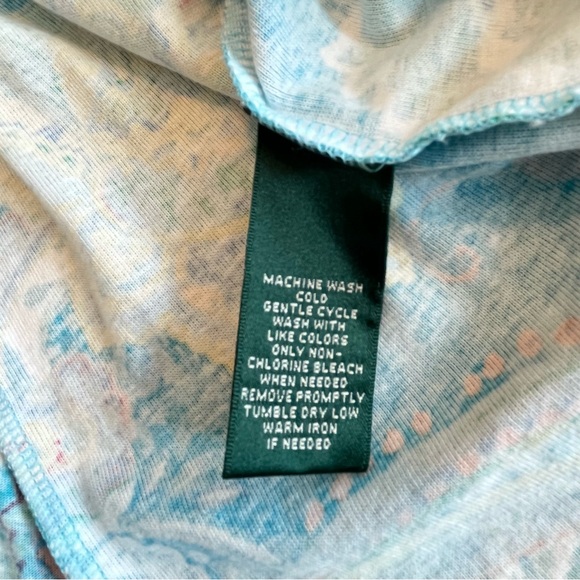 MACHINE WASH
COLD
GENTLE CYCLE
WASH WITH
LIKE COLORS
ONLY NON-
CHLORINE BLEACH
WHEN NEEDED
REMOVE PROMPTLY
TUMBLE DRY LOW
WARM IRON
IF NEEDED